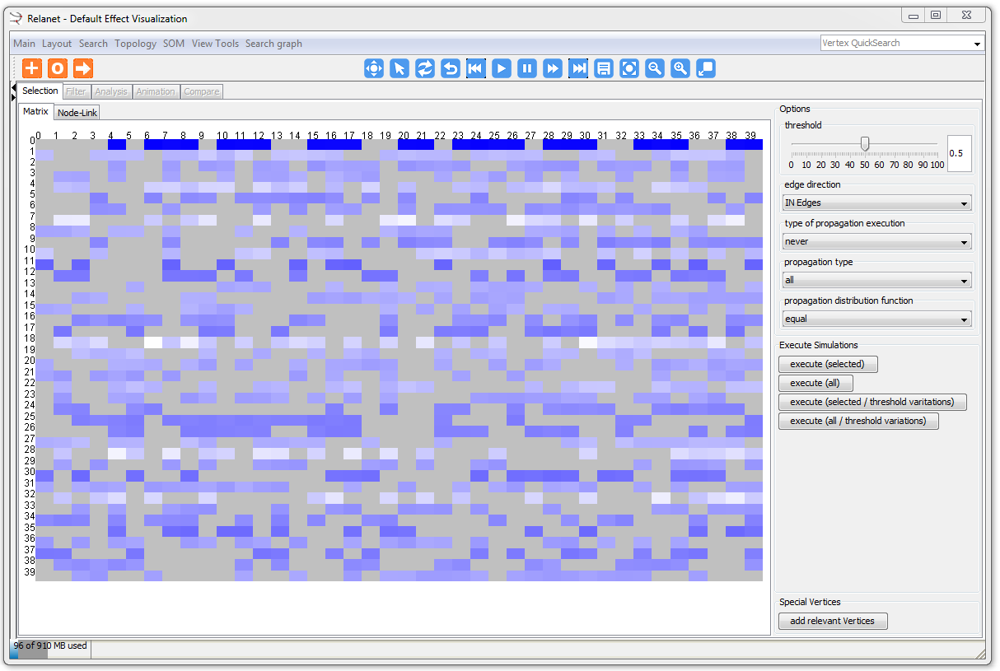 Relanet - Default Effect Visualization
Main Layout Search Topology SOM View Tools Search graph
Vertex QuickSearch
Selection Filter Analysis Animation Compare
Matrix Node-Link
0 1 2 3 4 5 6 7 8 9 10 11 12 13 14 15 16 17 18 19 20 21 22 23 24 25 26 27 28 29 30 31 32 33 34 35 36 37 38 39
0
1
2
3
4
5
6
7
8
9
10
11
12
13
14
15
16
17
18
19
20
21
22
23
24
25
26
27
28
29
30
31
32
33
34
35
36
37
38
39
Options
threshold
0 10 20 30 40 50 60 70 80 90 100
0.5
edge direction
IN Edges
type of propagation execution
never
propagation type
all
propagation distribution function
equal
Execute Simulations
execute (selected)
execute (all)
execute (selected / threshold varitations)
execute (all / threshold variations)
Special Vertices
add relevant Vertices
96 of 910 MB used